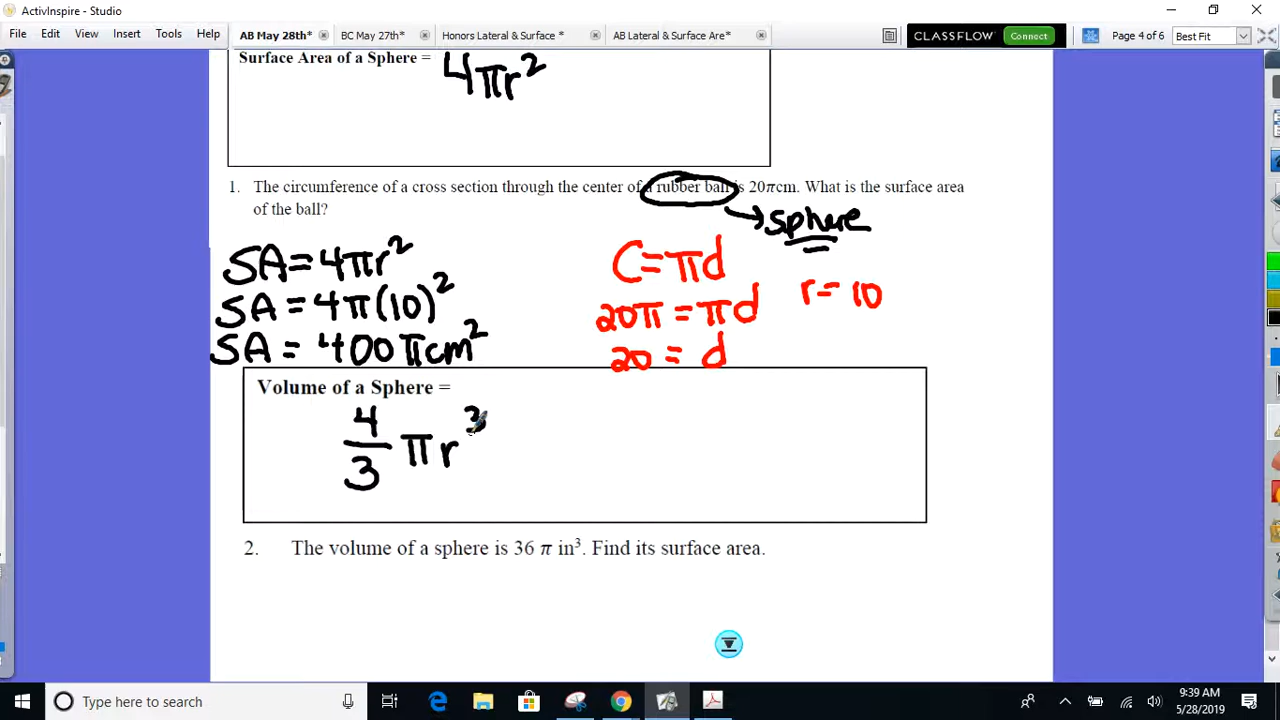 ActivInspire - Studio
File Edit View Insert Tools Help
AB May 28th* BC May 27th* Honors Lateral & Surface * AB Lateral & Surface Are*
CLASSFLOW Connect
Page 4 of 6
Best Fit
Surface Area of a Sphere = 4πr²
1. The circumference of a cross section through the center of a rubber ball is 20πcm. What is the surface area
of the ball?
sphere
SA=4πr²
SA=4π(10)²
SA=400πcm²
C=πd
20π=πd
20=d
r=10
Volume of a Sphere =
4/3 πr³
2. The volume of a sphere is 36 π in³. Find its surface area.
Type here to search
9:39 AM
5/28/2019